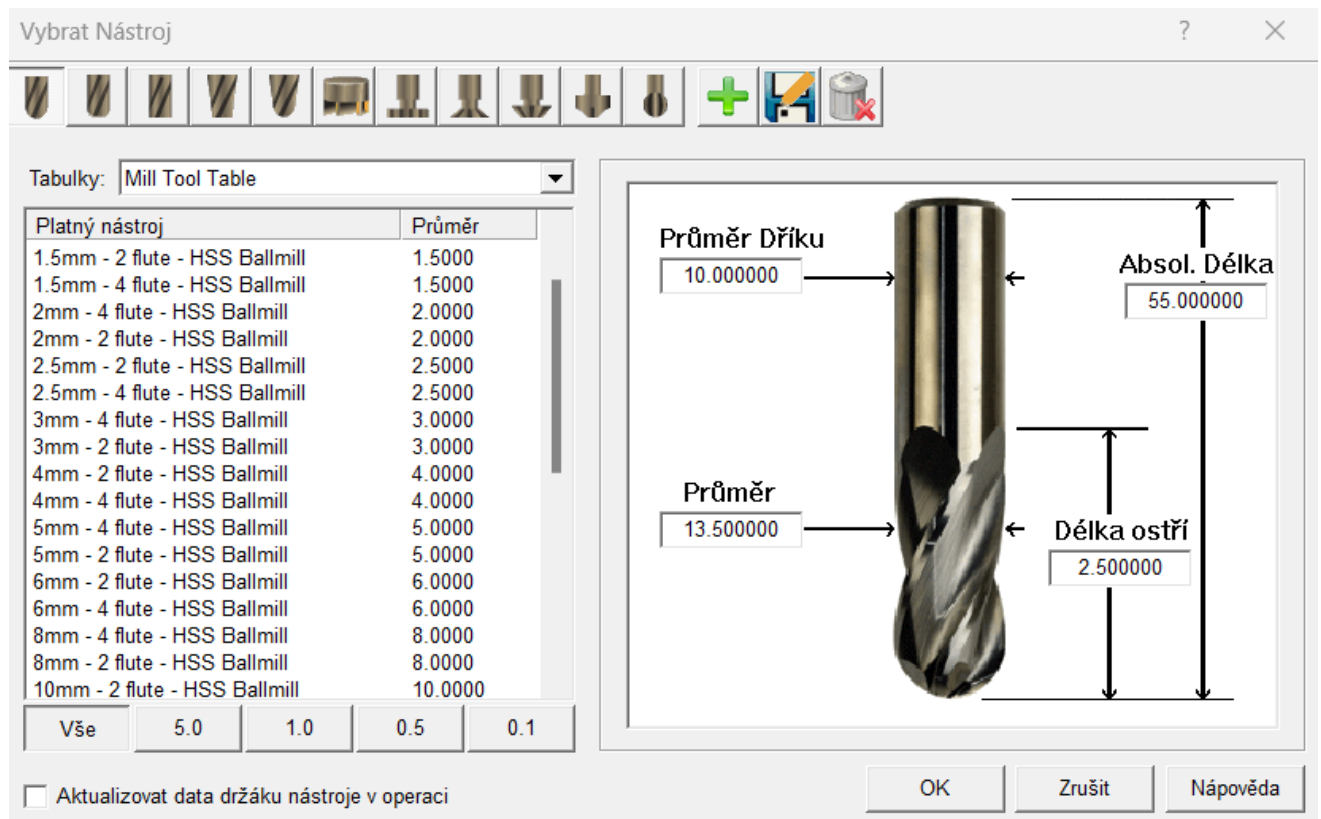 Vybrat Nástroj ?
Tabulky: Mill Tool Table
Platný nástroj Průměr
1.5mm - 2 flute - HSS Ballmill 1.5000
1.5mm - 4 flute - HSS Ballmill 1.5000
2mm - 4 flute - HSS Ballmill 2.0000
2mm - 2 flute - HSS Ballmill 2.0000
2.5mm - 2 flute - HSS Ballmill 2.5000
2.5mm - 4 flute - HSS Ballmill 2.5000
3mm - 4 flute - HSS Ballmill 3.0000
3mm - 2 flute - HSS Ballmill 3.0000
4mm - 2 flute - HSS Ballmill 4.0000
4mm - 4 flute - HSS Ballmill 4.0000
5mm - 4 flute - HSS Ballmill 5.0000
5mm - 2 flute - HSS Ballmill 5.0000
6mm - 2 flute - HSS Ballmill 6.0000
6mm - 4 flute - HSS Ballmill 6.0000
8mm - 4 flute - HSS Ballmill 8.0000
8mm - 2 flute - HSS Ballmill 8.0000
10mm - 2 flute - HSS Ballmill 10.0000
Vše 5.0 1.0 0.5 0.1
Průměr Dříku
10.000000
Absol. Délka
55.000000
Průměr
13.500000
Délka ostří
2.500000
Aktualizovat data držáku nástroje v operaci
OK Zrušit Nápověda